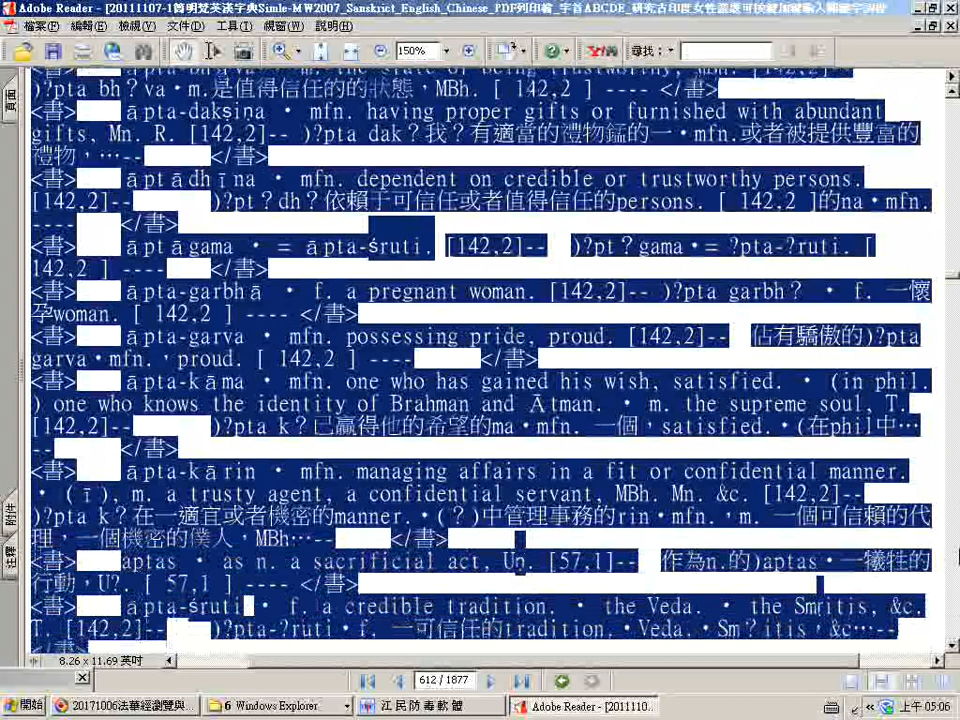 Adobe Reader - [20111107-1簡明梵英漢字典Simle-MW2007_Sanskrict_English_Chinese_PDF列印檔_字首ABCDE_研究古印度女性
檔案(F) 編輯(E) 檢視(V) 文件(D) 工具(T) 視窗(W) 說明(H)
150% 尋找：
頁面
附件
註釋
)?pta bh？va‧m.是值得信任的的狀態，MBh. [ 142,2 ] ---- </書>
<書> āpta-dakṣiṇa ‧ mfn. having proper gifts or furnished with abundant
gifts, Mn. R. [142,2]-- )?pta dak？我？有適當的禮物錳的一‧mfn.或者被提供豐富的
禮物，…-- </書>
<書> āptādhīna ‧ mfn. dependent on credible or trustworthy persons.
[142,2]-- )?pt？dh？依賴于可信任或者值得信任的persons. [ 142,2 ]的na‧mfn.
---- </書>
<書> āptāgama ‧ = āpta-śruti. [142,2]-- )?pt？gama‧= ?pta-?ruti. [
142,2 ] ---- </書>
<書> āpta-garbhā ‧ f. a pregnant woman. [142,2]-- )?pta garbh？ ‧ f. 一懷
孕woman. [ 142,2 ] ---- </書>
<書> āpta-garva ‧ mfn. possessing pride, proud. [142,2]-- 佔有驕傲的)?pta
garva‧mfn.，proud. [ 142,2 ] ---- </書>
<書> āpta-kāma ‧ mfn. one who has gained his wish, satisfied. ‧ (in phil.
) one who knows the identity of Brahman and Ātman. ‧ m. the supreme soul, T.
[142,2]-- )?pta k？已贏得他的希望的ma‧mfn. 一個，satisfied.‧(在phil中…
-- </書>
<書> āpta-kārin ‧ mfn. managing affairs in a fit or confidential manner.
‧ (ī), m. a trusty agent, a confidential servant, MBh. Mn. &c. [142,2]--
)?pta k？在一適宜或者機密的manner.‧(？)中管理事務的rin‧mfn.，m. 一個可信賴的代
理，一個機密的僕人，MBh…-- </書>
<書> aptas ‧ as n. a sacrificial act, Uṇ. [57,1]-- 作為n.的)aptas‧一犧牲的
行動，U?. [ 57,1 ] ---- </書>
<書> āpta-śruti ‧ f. a credible tradition. ‧ the Veda. ‧ the Smṛitis, &c.
T. [142,2]-- )?pta-?ruti‧f. 一可信任的tradition.‧Veda.‧Sm？itis，&c…--
</書>
8.26 x 11.69 英吋
612 / 1877
開始 20171006法華經瀏覽與... 6 Windows Explorer 江民防毒軟體 Adobe Reader - [2011110... 上午 05:06